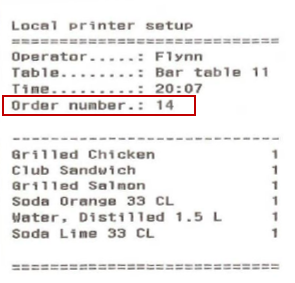 Local printer setup
==============================
Operator.....: Flynn
Table........: Bar table 11
Time.........: 20:07
Order number.: 14
------------------------------
Grilled Chicken 1
Club Sandwich 1
Grilled Salmon 1
Soda Orange 33 CL 1
Water, Distilled 1.5 L 1
Soda Lime 33 CL 1
==============================